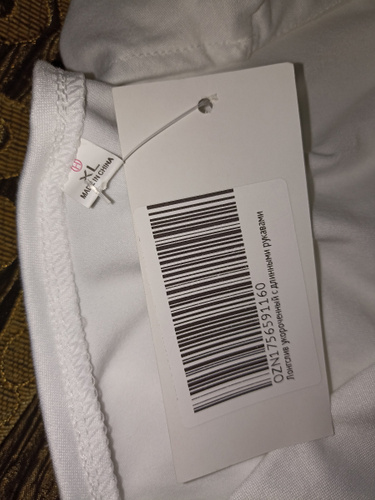 XL
MADE IN CHINA
OZN1756591160
Лонгслив укороченный с длинными рукавами